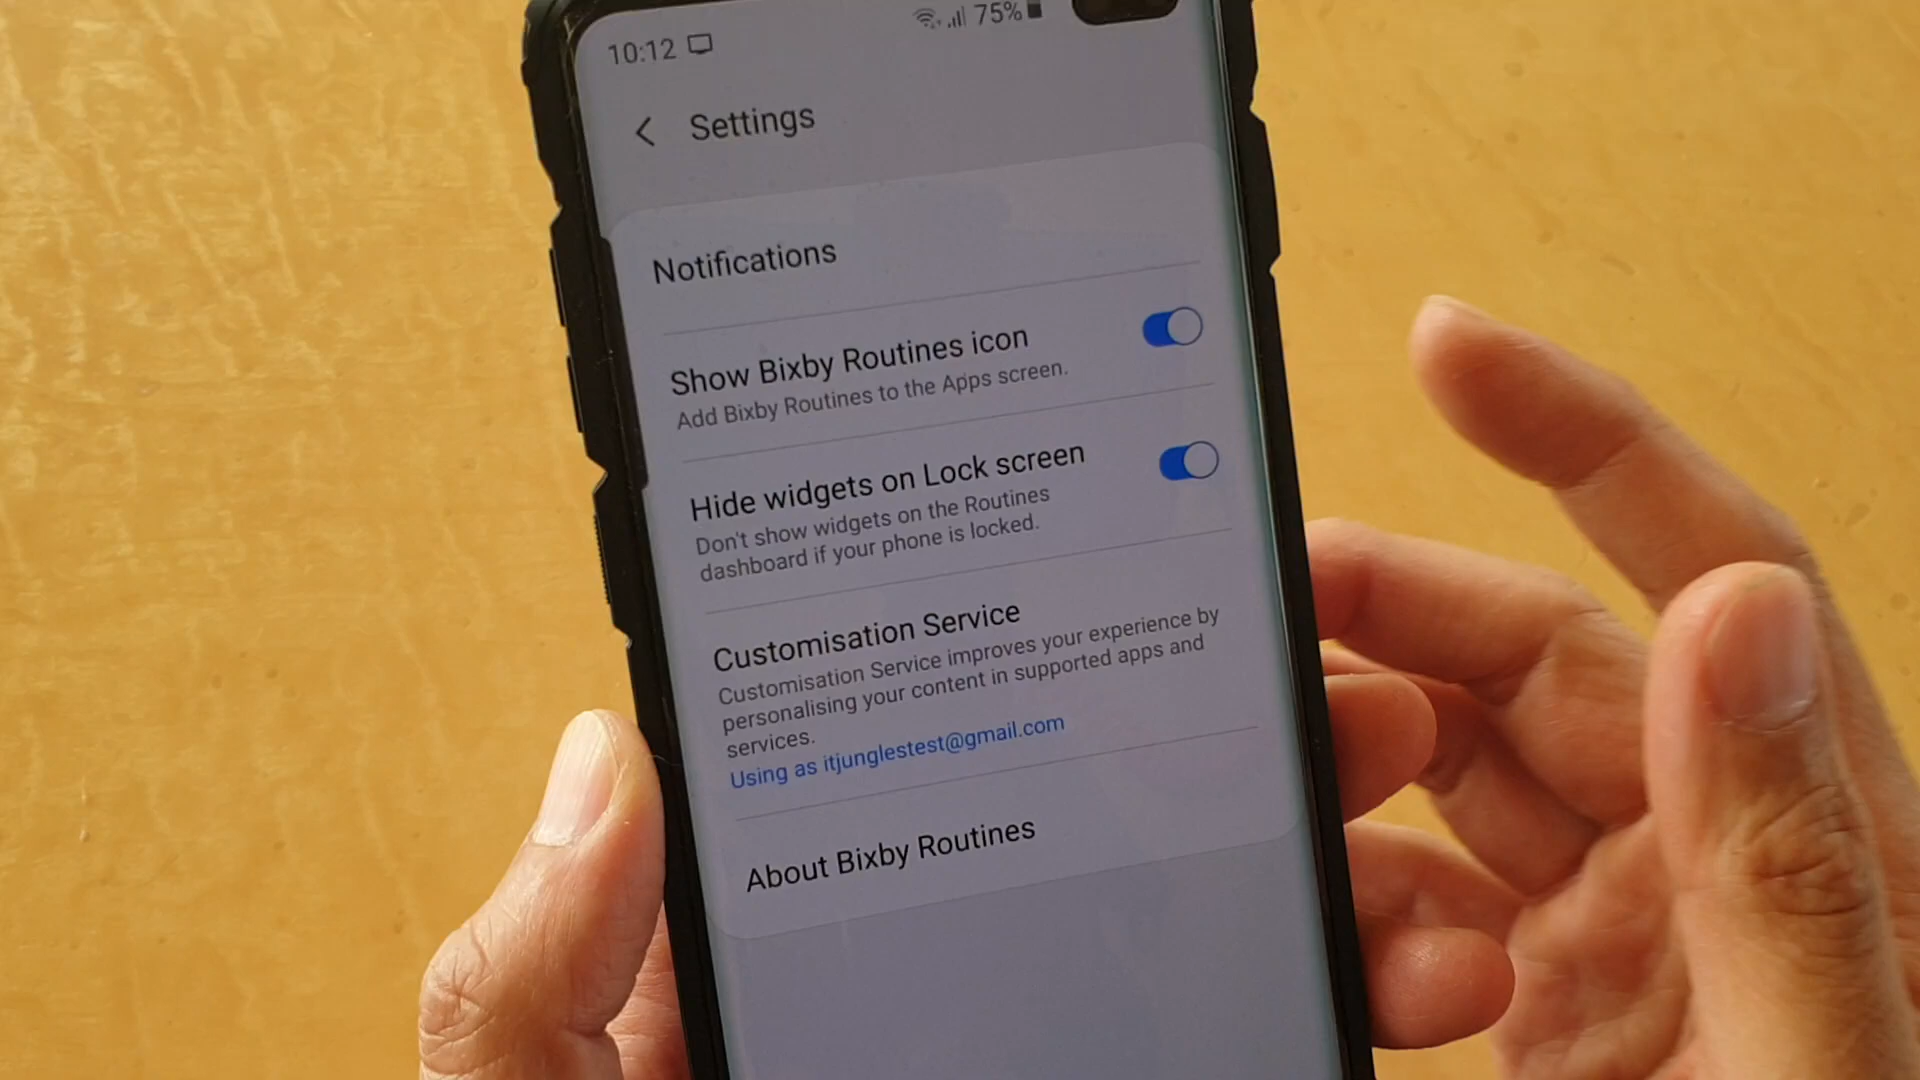 10:12 75%
Settings
Notifications
Show Bixby Routines icon
Add Bixby Routines to the Apps screen.
Hide widgets on Lock screen
Don't show widgets on the Routines
dashboard if your phone is locked.
Customisation Service
Customisation Service improves your experience by
personalising your content in supported apps and
services.
Using as itjunglestest@gmail.com
About Bixby Routines